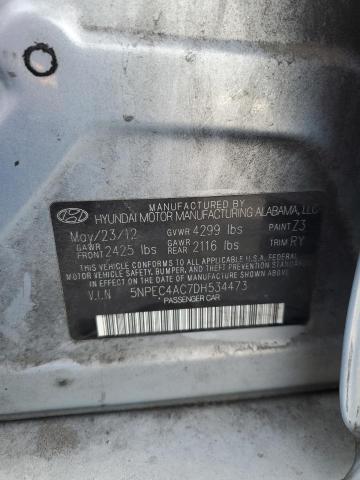 MANUFACTURED BY
HYUNDAI MOTOR MANUFACTURING ALABAMA, LLC
May/23/12 GVWR 4299 lbs PAINT Z3
GAWR FRONT 2425 lbs GAWR REAR 2116 lbs TRIM RY
THIS VEHICLE CONFORMS TO ALL APPLICABLE FEDERAL MOTOR
VEHICLE SAFETY, BUMPER, AND THEFT PREVENTION STANDARDS
IN EFFECT ON THE DATE OF MANUFACTURE SHOWN ABOVE.
V.I.N 5NPEC4AC7DH534473
* PASSENGER CAR